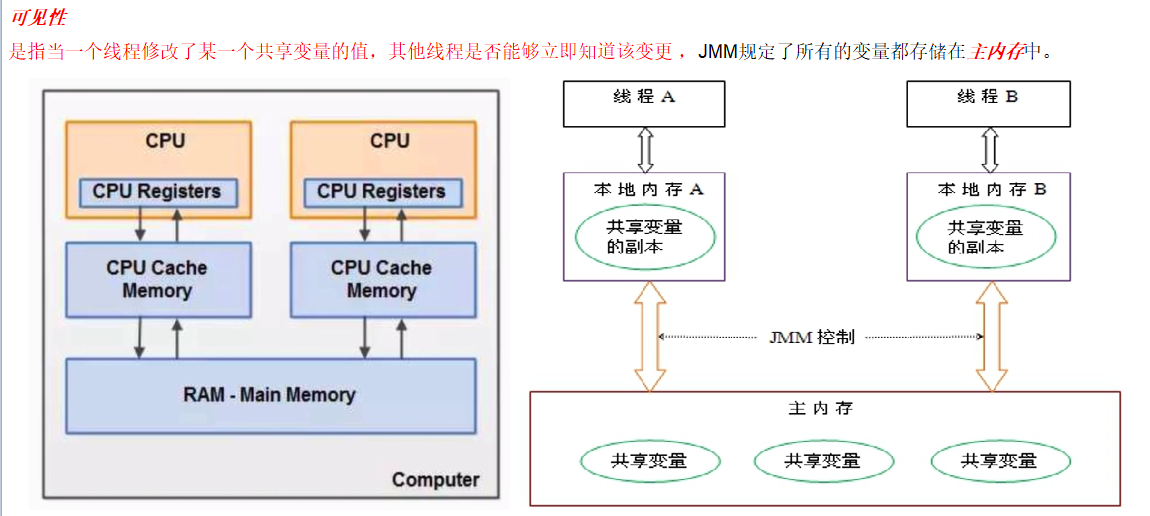 可见性
是指当一个线程修改了某一个共享变量的值，其他线程是否能够立即知道该变更 ，JMM规定了所有的变量都存储在主内存中。
CPU
CPU Registers
CPU Cache
Memory
CPU
CPU Registers
CPU Cache
Memory
RAM - Main Memory
Computer
线程 A
线程 B
本地内存 A
本地内存 B
共享变量
的副本
共享变量
的副本
JMM 控制
主内存
共享变量
共享变量
共享变量